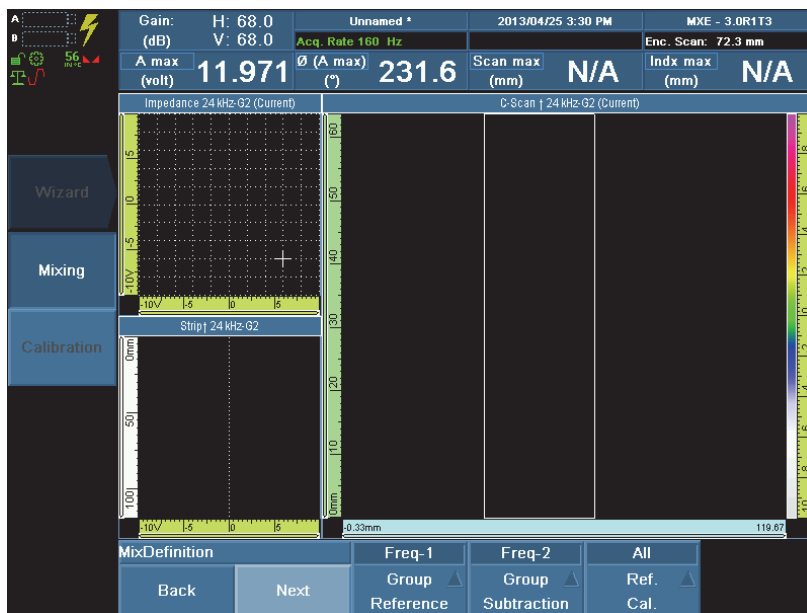 A
B
56
IN °C
Gain: H: 68.0
(dB) V: 68.0
Unnamed *
2013/04/25 3:30 PM
MXE - 3.0R1T3
Acq. Rate 160 Hz
Enc. Scan: 72.3 mm
A max
(volt)
11.971
Ø (A max)
(°)
231.6
Scan max
(mm)
N/A
Indx max
(mm)
N/A
Impedance 24 kHz-G2 (Current)
C-Scan † 24 kHz-G2 (Current)
Wizard
Mixing
Calibration
5
0
-5
-10V
-10V -5 0 5
Strip† 24 kHz-G2
0mm
50
100
-10V -5 0 5
60
50
40
30
20
10
0mm
-0.33mm
119.67
MixDefinition
Back
Next
Freq-1
Group
Reference
Freq-2
Group
Subtraction
All
Ref.
Cal.